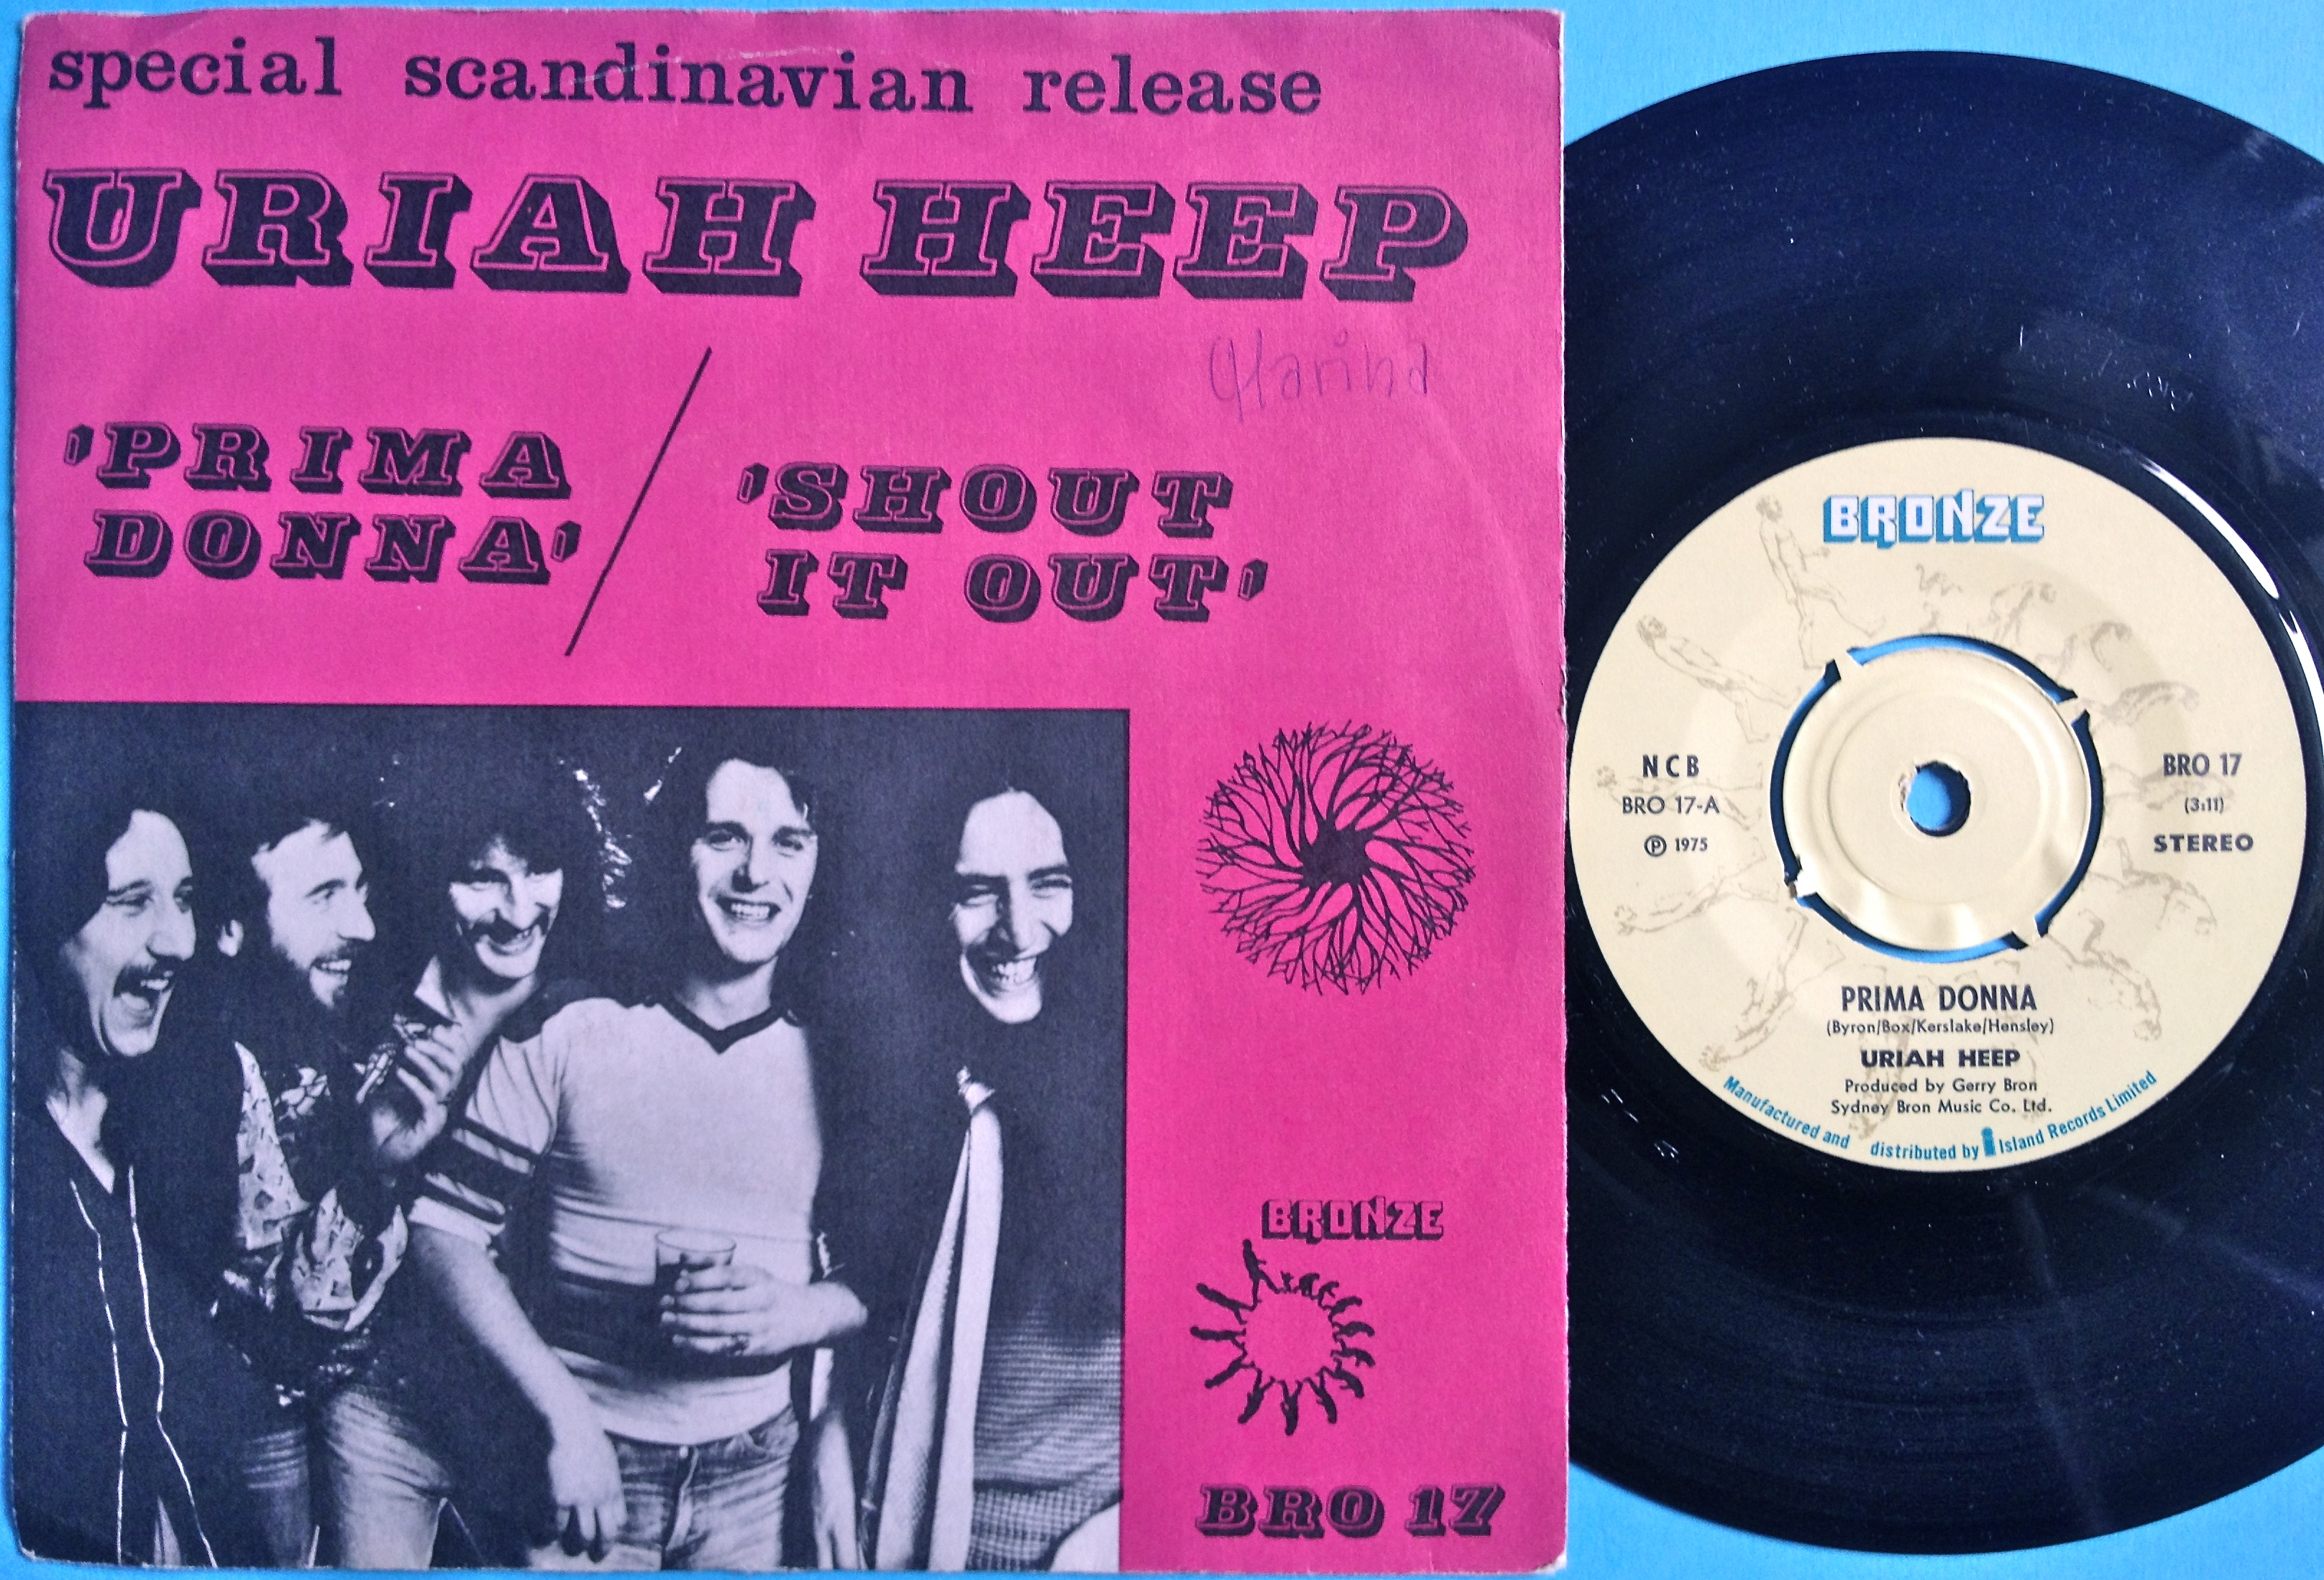 special scandinavian release
URIAH HEEP
'PRIMA
DONNA'
/
'SHOUT
IT OUT'
BRONZE
BRO 17
BRONZE
NCB
BRO 17-A
Ⓟ 1975
BRO 17
(3:11)
STEREO
PRIMA DONNA
(Byron/Box/Kerslake/Hensley)
URIAH HEEP
Produced by Gerry Bron
Sydney Bron Music Co. Ltd.
Manufactured and distributed by Island Records Limited